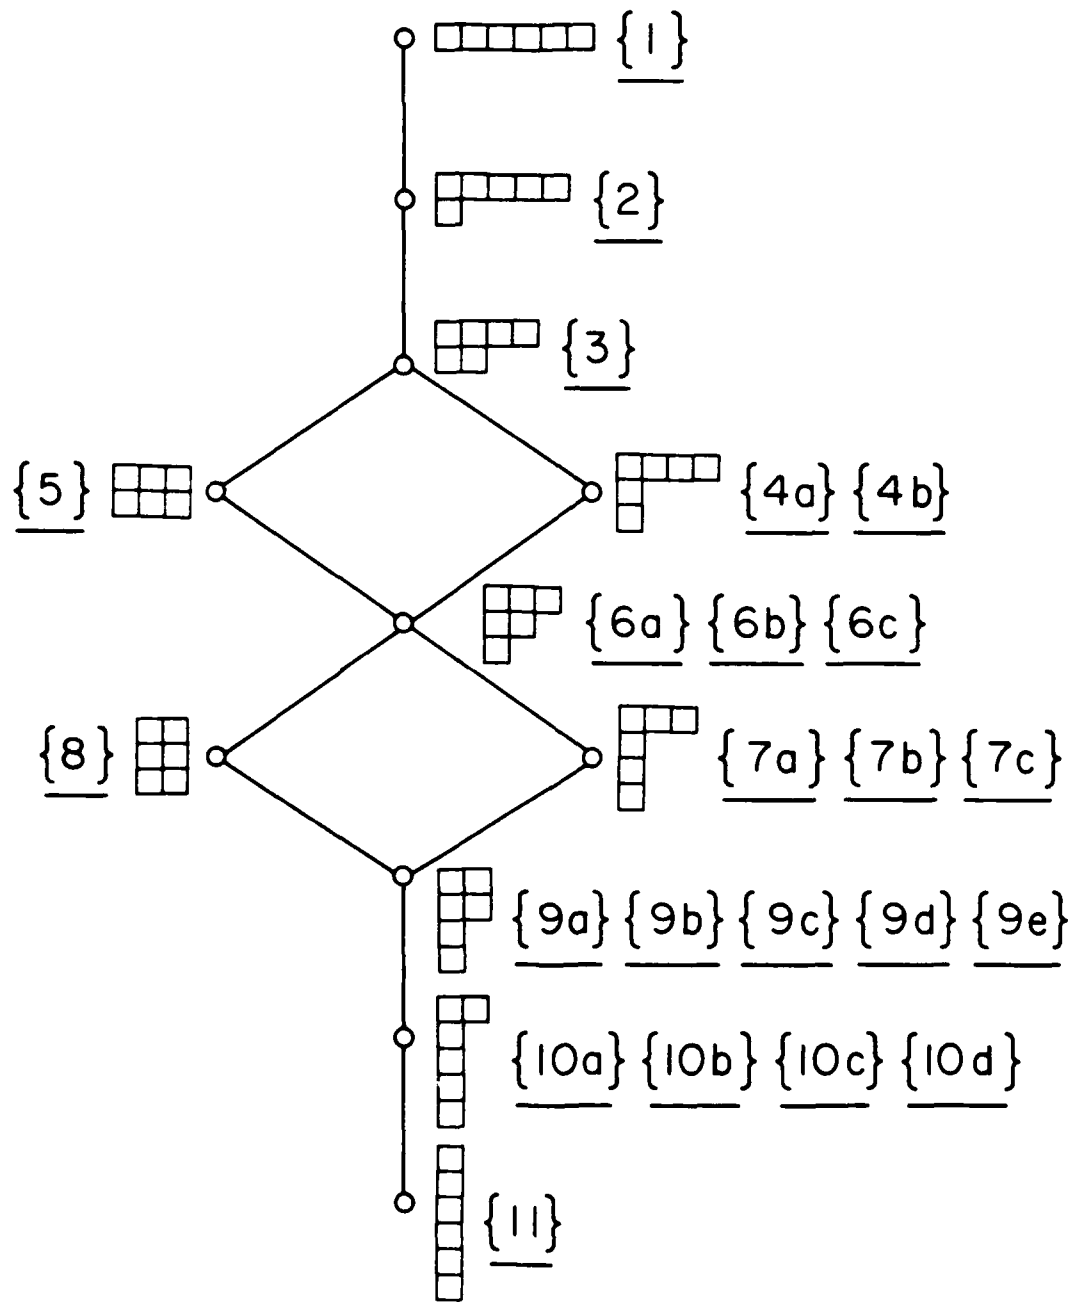 {1}
{2}
{3}
{5} {4a} {4b}
{6a} {6b} {6c}
{8} {7a} {7b} {7c}
{9a} {9b} {9c} {9d} {9e}
{10a} {10b} {10c} {10d}
{11}